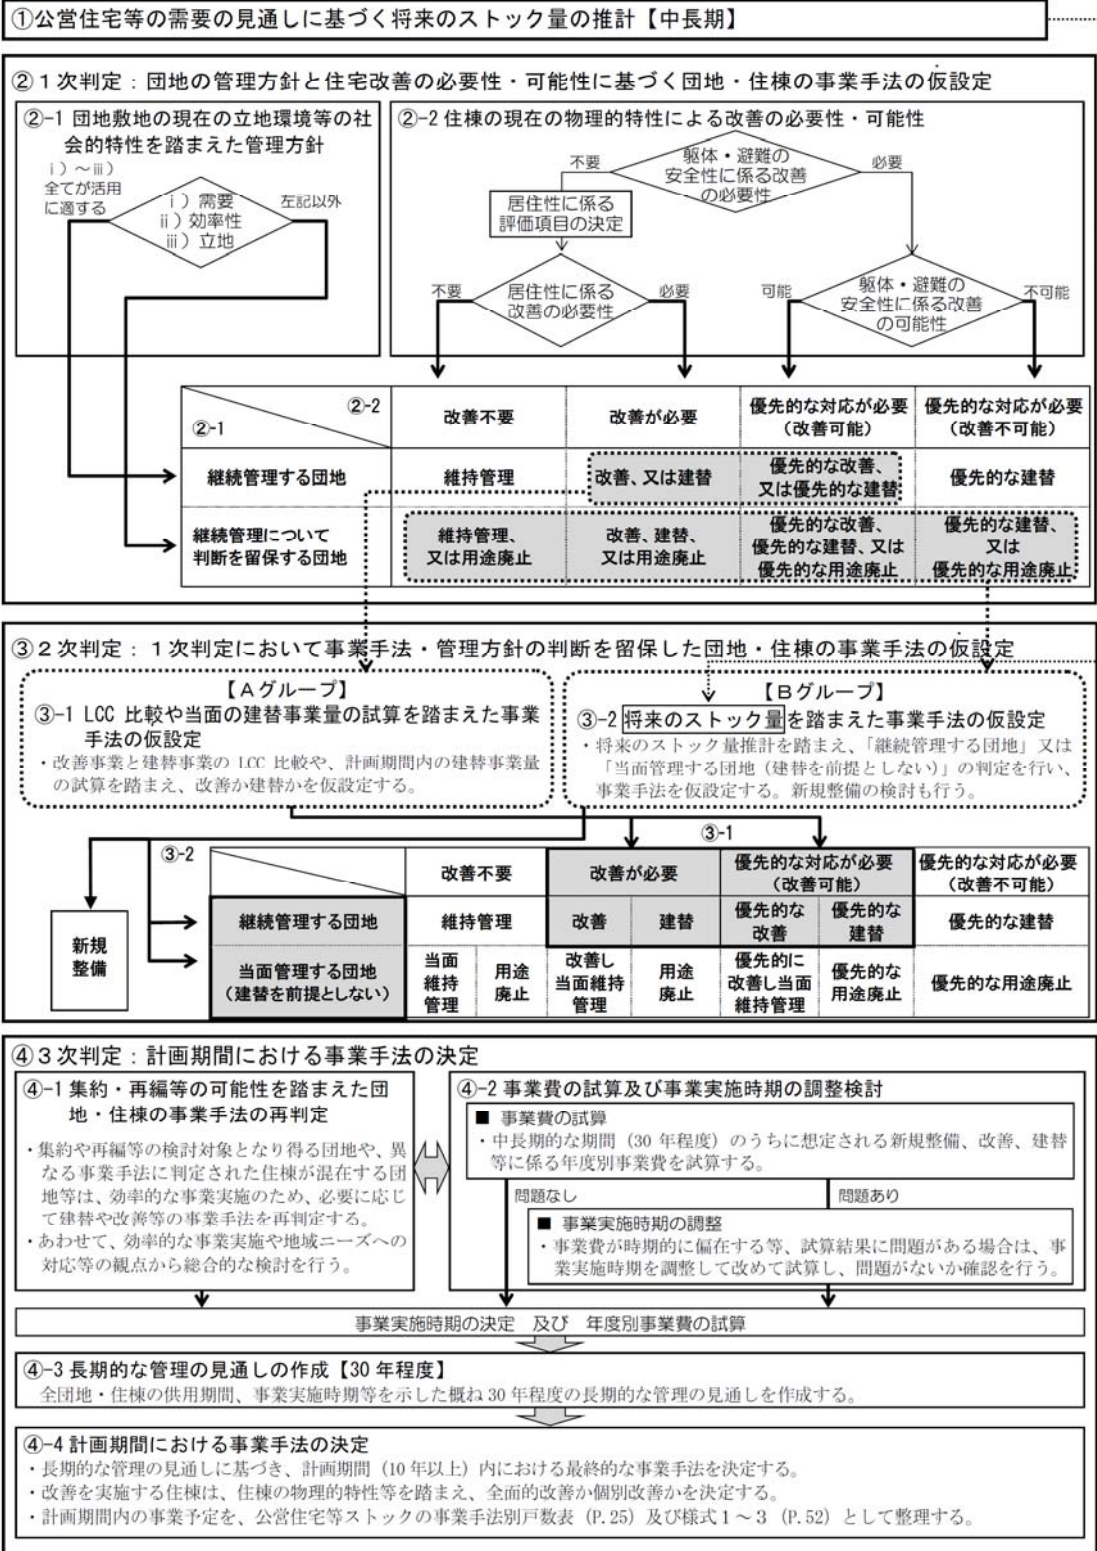 ①公営住宅等の需要の見通しに基づく将来のストック量の推計【中長期】
②１次判定：団地の管理方針と住宅改善の必要性・可能性に基づく団地・住棟の事業手法の仮設定
②-1 団地敷地の現在の立地環境等の社
会的特性を踏まえた管理方針
ⅰ）～ⅲ）
全てが活用
に適する
ⅰ）需要
ⅱ）効率性
ⅲ）立地
左記以外
②-2 住棟の現在の物理的特性による改善の必要性・可能性
不要
躯体・避難の
安全性に係る改善
の必要性
必要
居住性に係る
評価項目の決定
不要
居住性に係る
改善の必要性
必要
可能
躯体・避難の
安全性に係る改善
の可能性
不可能
②-2
②-1
改善不要
改善が必要
優先的な対応が必要
（改善可能）
優先的な対応が必要
（改善不可能）
継続管理する団地
維持管理
改善、又は建替
優先的な改善、
又は優先的な建替
優先的な建替
継続管理について
判断を留保する団地
維持管理、
又は用途廃止
改善、建替、
又は用途廃止
優先的な改善、
優先的な建替、又は
優先的な用途廃止
優先的な建替、
又は
優先的な用途廃止
③２次判定：１次判定において事業手法・管理方針の判断を留保した団地・住棟の事業手法の仮設定
【Ａグループ】
③-1 LCC 比較や当面の建替事業量の試算を踏まえた事業
手法の仮設定
・改善事業と建替事業の LCC 比較や、計画期間内の建替事業量
の試算を踏まえ、改善か建替かを仮設定する。
【Ｂグループ】
③-2 将来のストック量を踏まえた事業手法の仮設定
・将来のストック量推計を踏まえ、「継続管理する団地」又は
「当面管理する団地（建替を前提としない）」の判定を行い、
事業手法を仮設定する。新規整備の検討も行う。
③-1
③-2
新規
整備
改善不要
改善が必要
優先的な対応が必要
（改善可能）
優先的な対応が必要
（改善不可能）
継続管理する団地
維持管理
改善
建替
優先的な
改善
優先的な
建替
優先的な建替
当面管理する団地
（建替を前提としない）
当面
維持
管理
用途
廃止
改善し
当面維持
管理
用途
廃止
優先的に
改善し当面
維持管理
優先的な
用途廃止
優先的な用途廃止
④３次判定：計画期間における事業手法の決定
④-1 集約・再編等の可能性を踏まえた団
地・住棟の事業手法の再判定
・集約や再編等の検討対象となり得る団地や、異
なる事業手法に判定された住棟が混在する団
地等は、効率的な事業実施のため、必要に応じ
て建替や改善等の事業手法を再判定する。
・あわせて、効率的な事業実施や地域ニーズへの
対応等の観点から総合的な検討を行う。
④-2 事業費の試算及び事業実施時期の調整検討
■ 事業費の試算
・中長期的な期間（30 年程度）のうちに想定される新規整備、改善、建替
等に係る年度別事業費を試算する。
問題なし
問題あり
■ 事業実施時期の調整
・事業費が時期的に偏在する等、試算結果に問題がある場合は、事
業実施時期を調整して改めて試算し、問題がないか確認を行う。
事業実施時期の決定　及び　年度別事業費の試算
④-3 長期的な管理の見通しの作成【30 年程度】
全団地・住棟の供用期間、事業実施時期等を示した概ね 30 年程度の長期的な管理の見通しを作成する。
④-4 計画期間における事業手法の決定
・長期的な管理の見通しに基づき、計画期間（10 年以上）内における最終的な事業手法を決定する。
・改善を実施する住棟は、住棟の物理的特性等を踏まえ、全面的改善か個別改善かを決定する。
・計画期間内の事業予定を、公営住宅等ストックの事業手法別戸数表（P.25）及び様式１～３（P.52）として整理する。